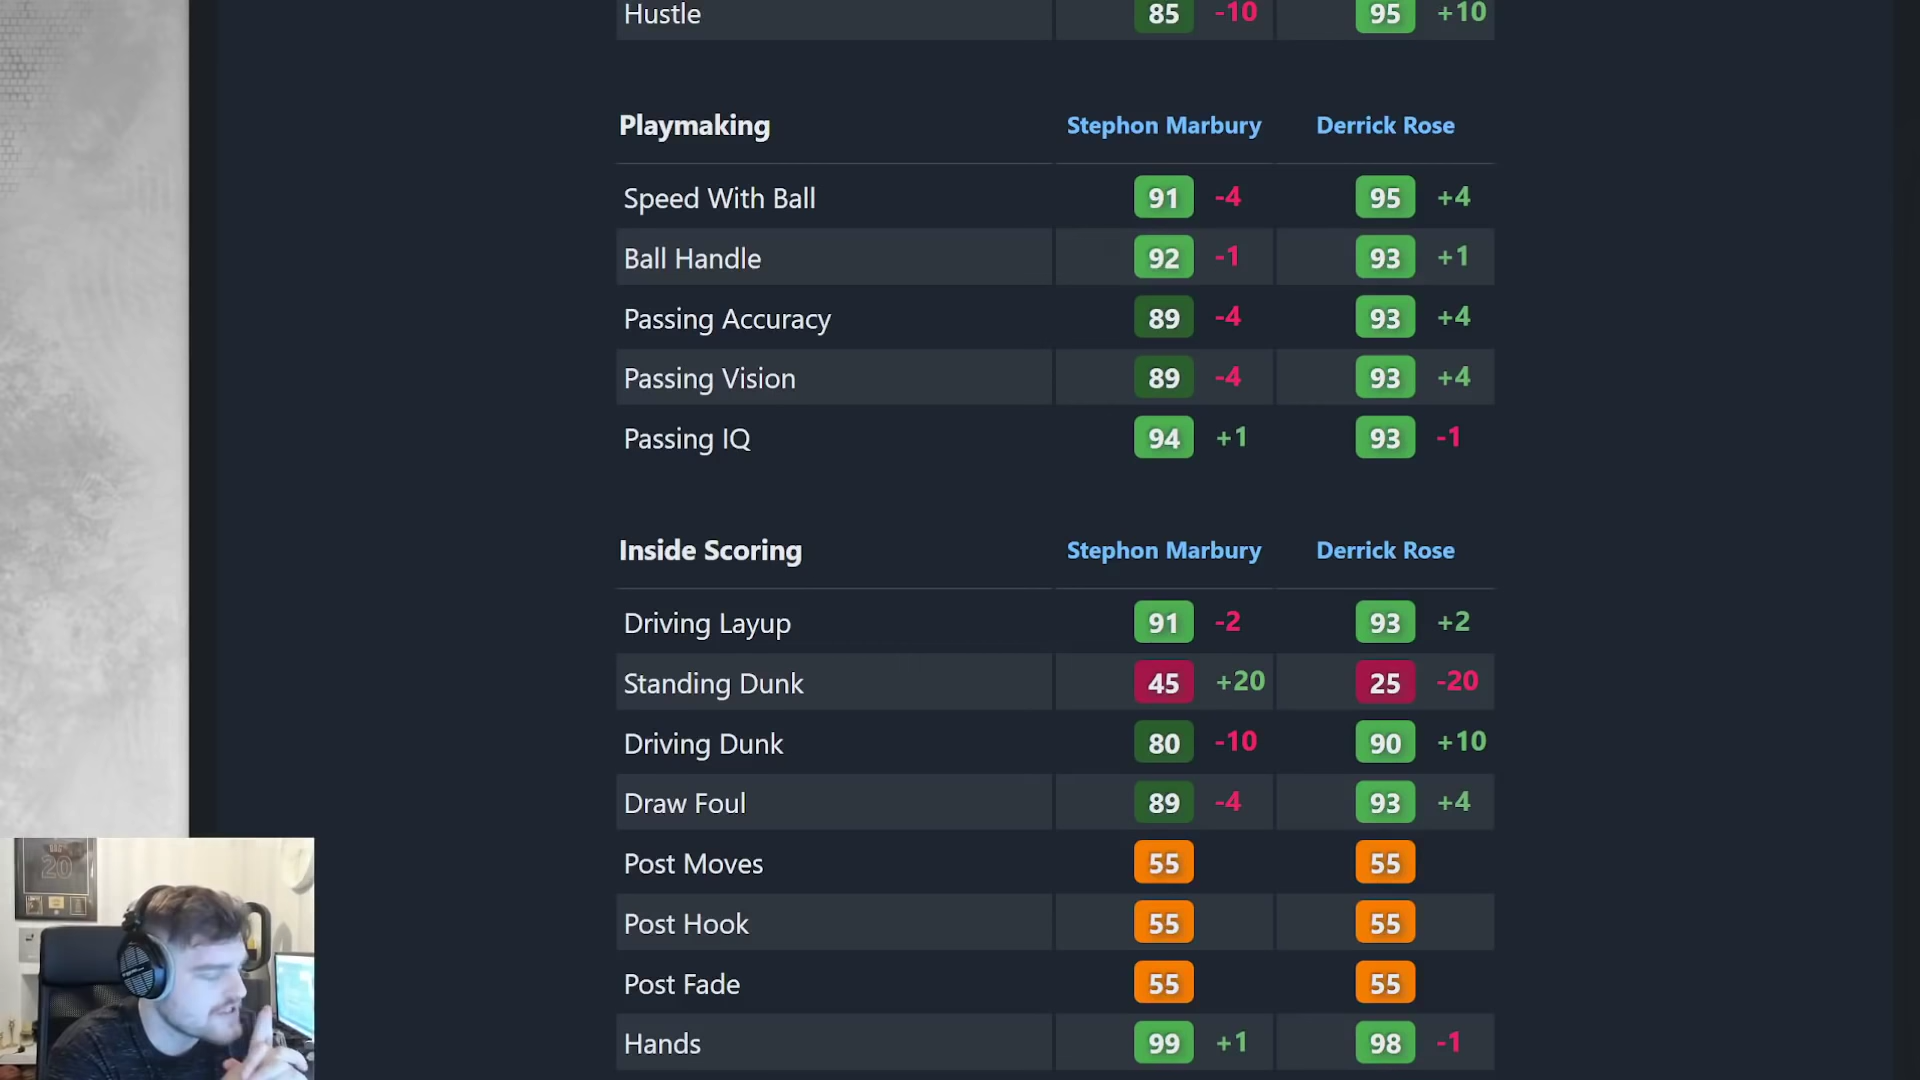 Hustle 85 -10 95 +10
Playmaking Stephon Marbury Derrick Rose
Speed With Ball 91 -4 95 +4
Ball Handle 92 -1 93 +1
Passing Accuracy 89 -4 93 +4
Passing Vision 89 -4 93 +4
Passing IQ 94 +1 93 -1
Inside Scoring Stephon Marbury Derrick Rose
Driving Layup 91 -2 93 +2
Standing Dunk 45 +20 25 -20
Driving Dunk 80 -10 90 +10
Draw Foul 89 -4 93 +4
Post Moves 55 55
Post Hook 55 55
Post Fade 55 55
Hands 99 +1 98 -1
20